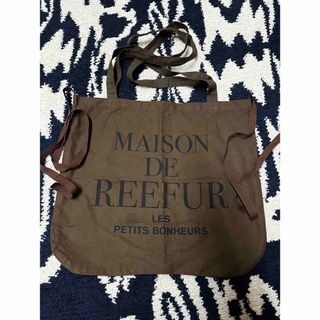 MAISON
DE
REEFUR
LES
PETITS BONHEURS